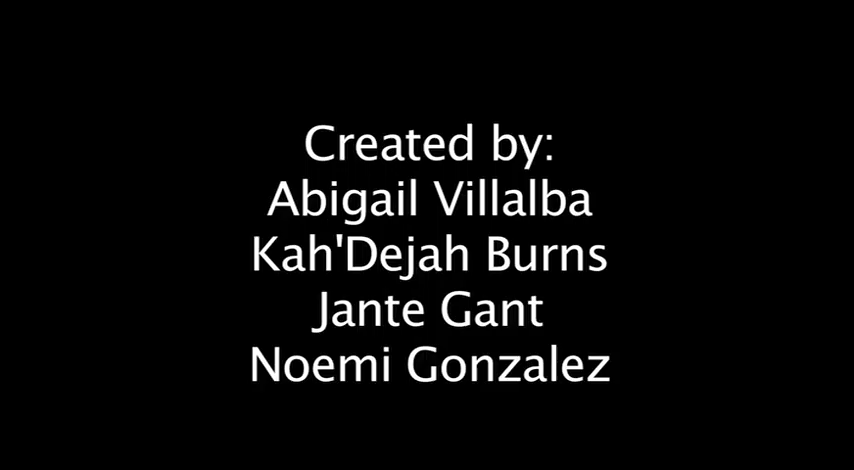 Created by:
Abigail Villalba
Kah'Dejah Burns
Jante Gant
Noemi Gonzalez